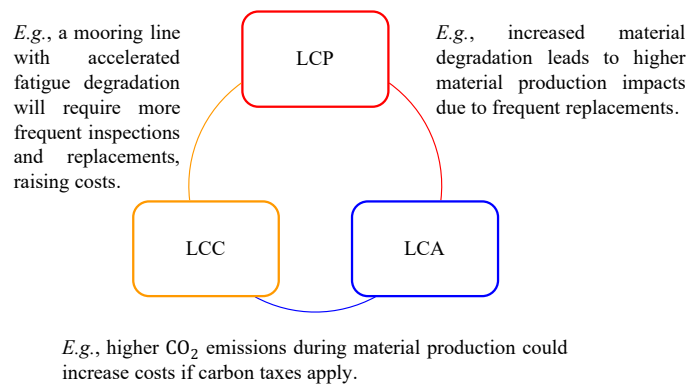 E.g., a mooring line
with accelerated
fatigue degradation
will require more
frequent inspections
and replacements,
raising costs.
LCP
E.g., increased material
degradation leads to higher
material production impacts
due to frequent replacements.
LCC
LCA
E.g., higher CO₂ emissions during material production could
increase costs if carbon taxes apply.